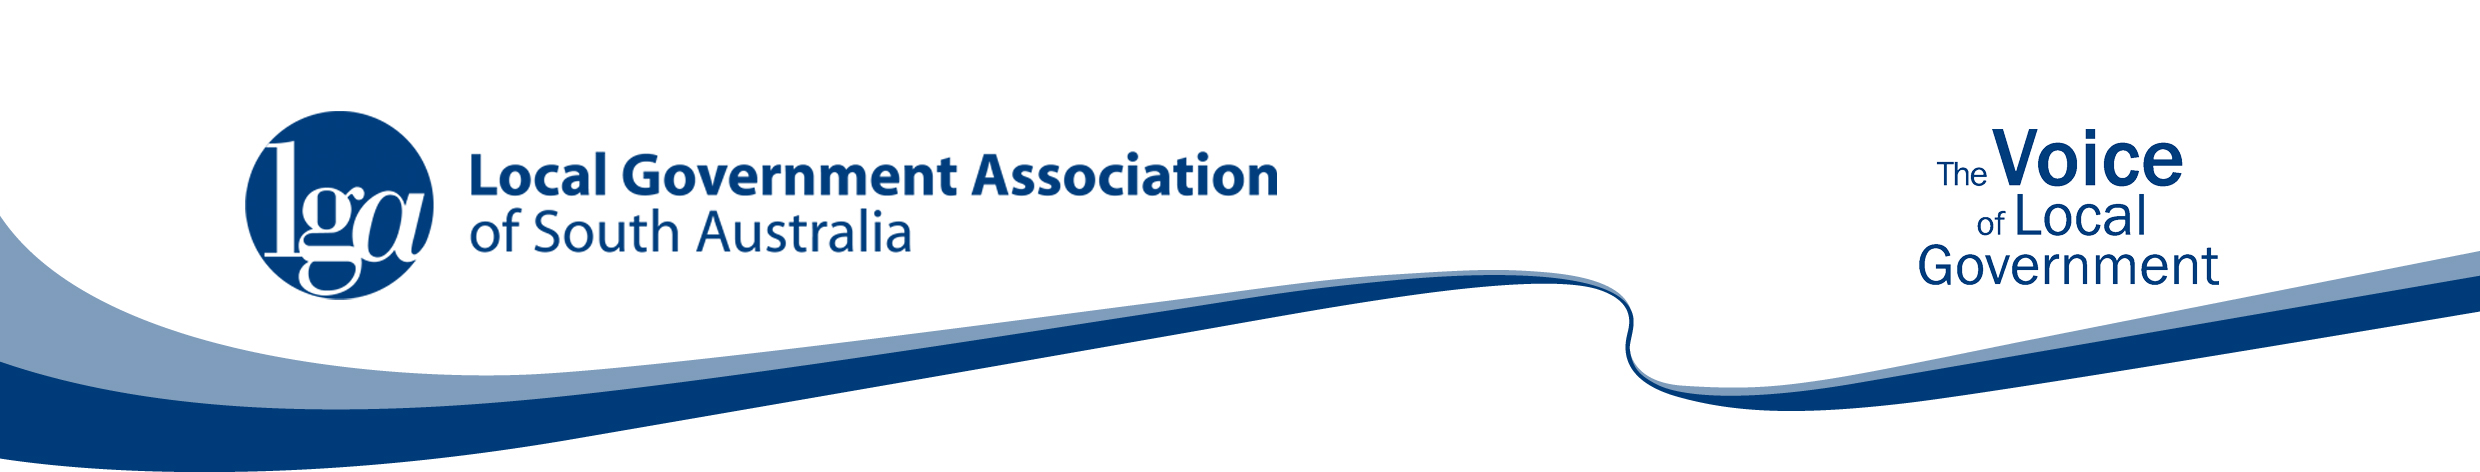 lga
Local Government Association
of South Australia
The Voice
of Local
Government